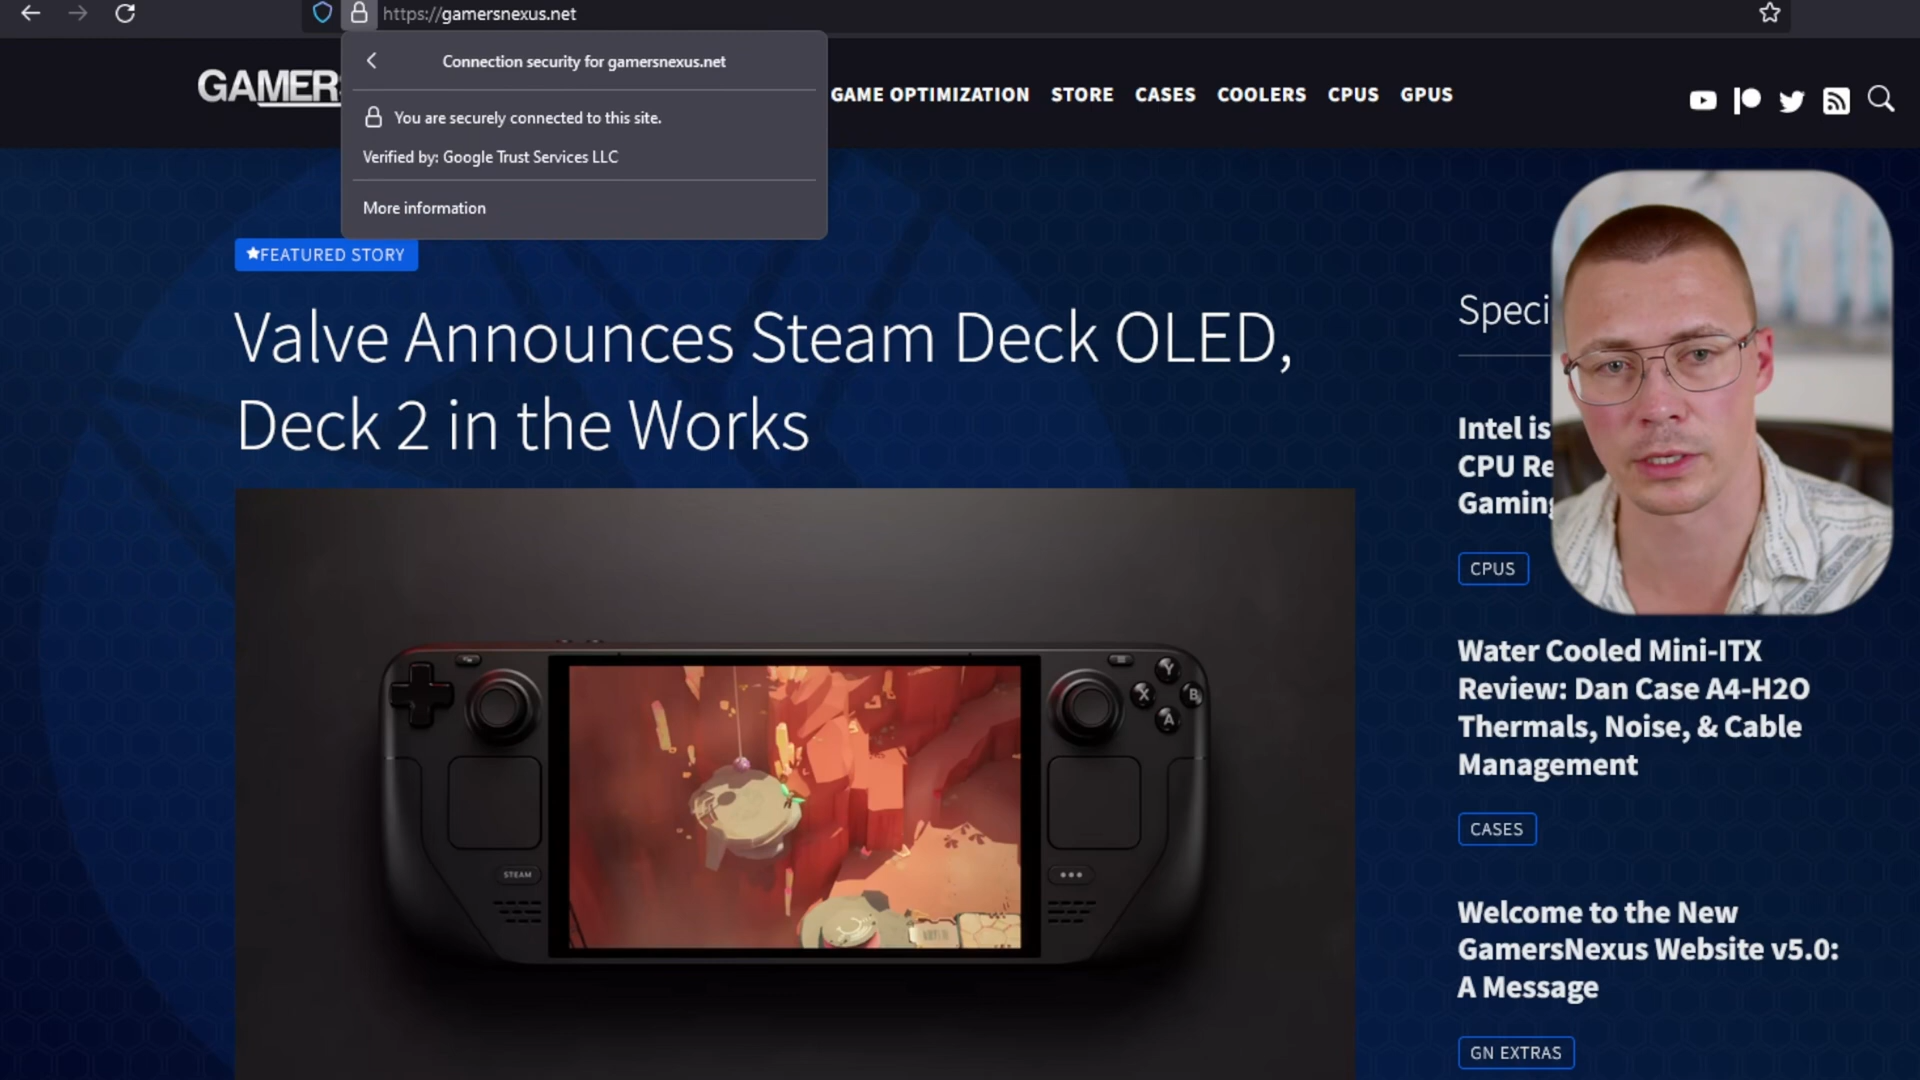 https://gamersnexus.net
Connection security for gamersnexus.net
You are securely connected to this site.
Verified by: Google Trust Services LLC
More information
GAMERS
GAME OPTIMIZATION STORE CASES COOLERS CPUS GPUS
FEATURED STORY
Valve Announces Steam Deck OLED,
Deck 2 in the Works
STEAM
Y
X
B
A
Speci
Intel is
CPU Re
Gaming
CPUS
Water Cooled Mini-ITX
Review: Dan Case A4-H2O
Thermals, Noise, & Cable
Management
CASES
Welcome to the New
GamersNexus Website v5.0:
A Message
GN EXTRAS